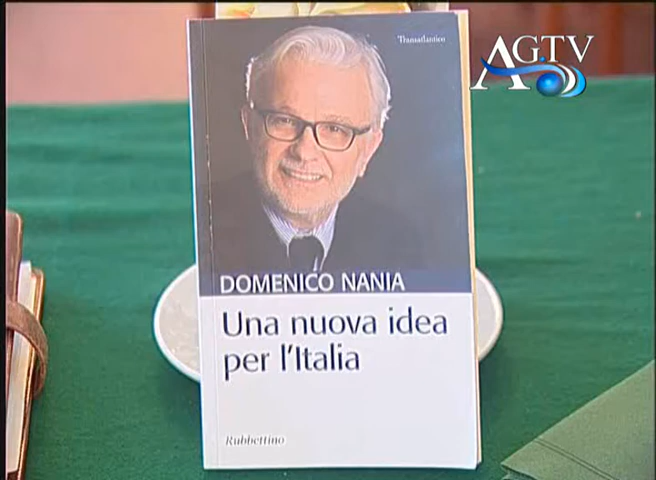 Transatlantico
AGTV
DOMENICO NANIA
Una nuova idea
per l'Italia
Rubbettino